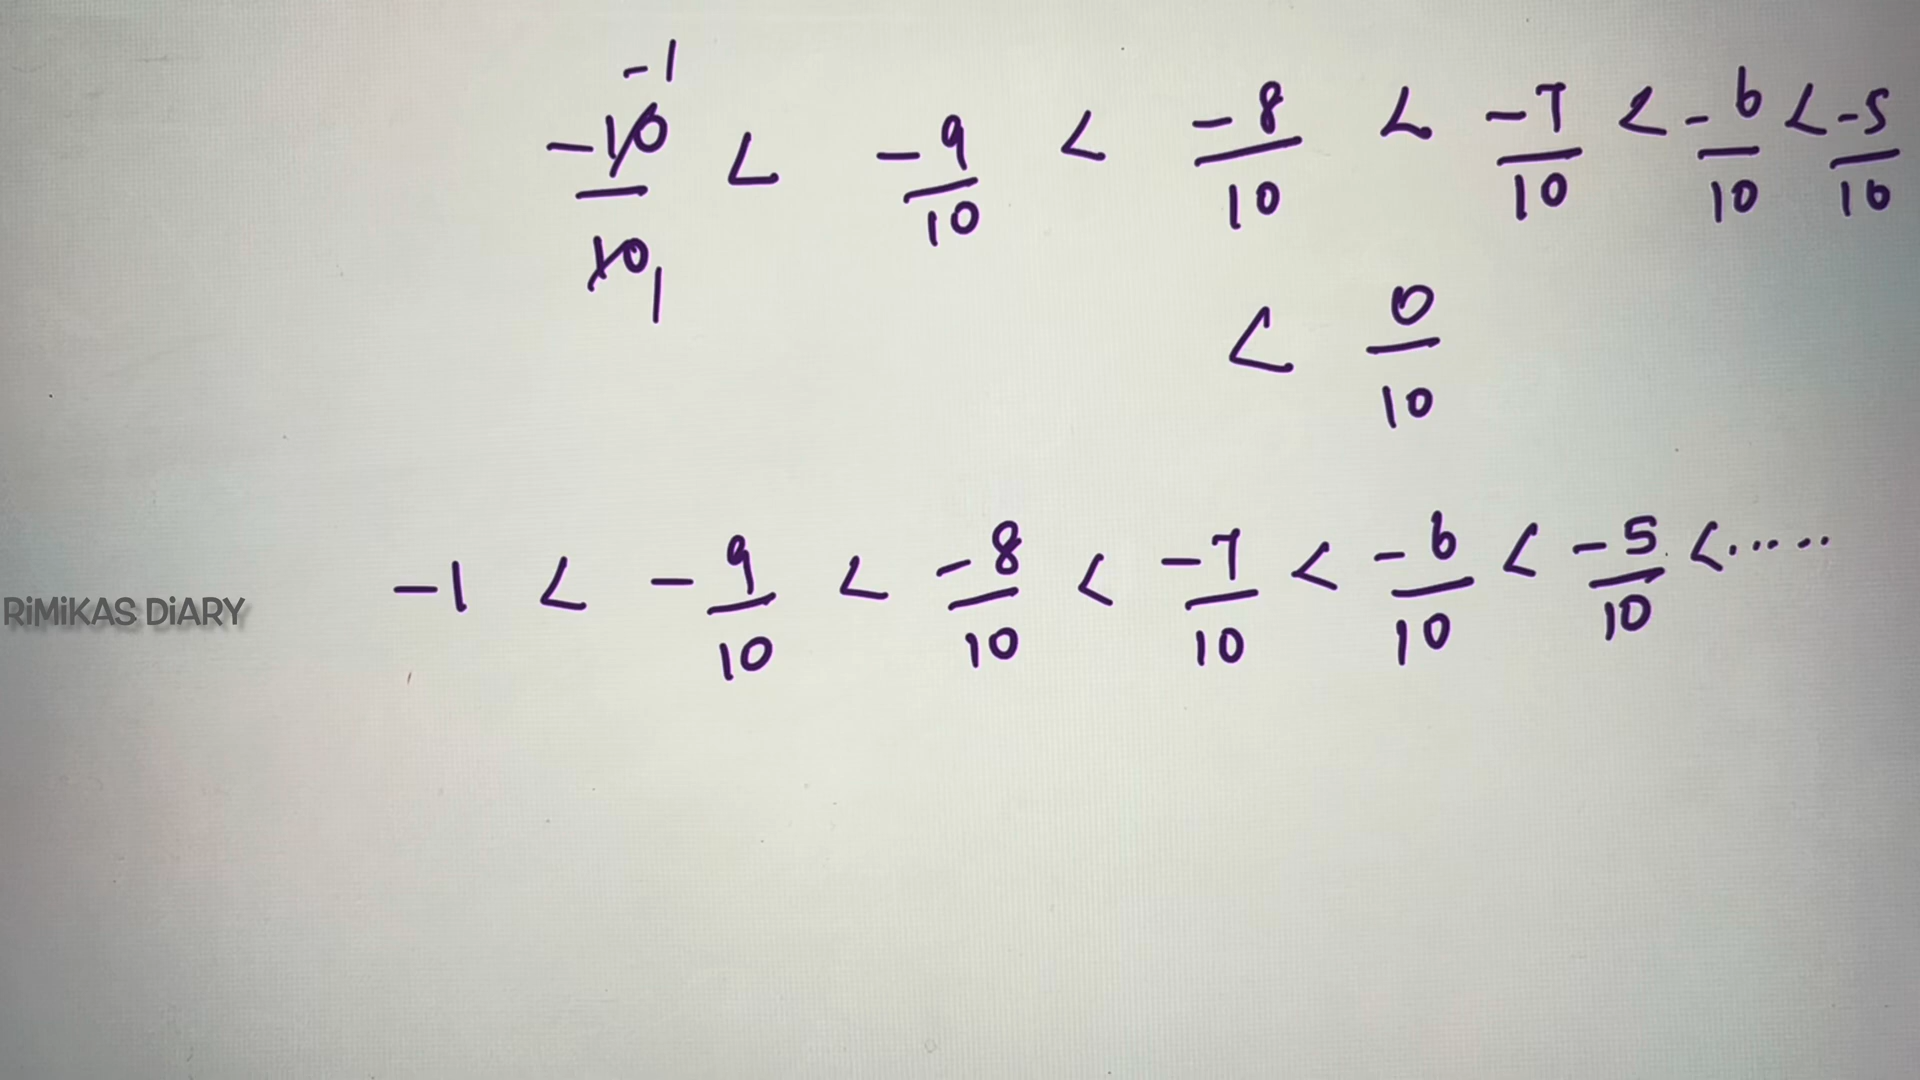 -1
-10/10 < -9/10 < -8/10 < -7/10 < -6/10 < -5/10
1
< 0/10
-1 < -9/10 < -8/10 < -7/10 < -6/10 < -5/10 < .....
RiMiKAS DiARY